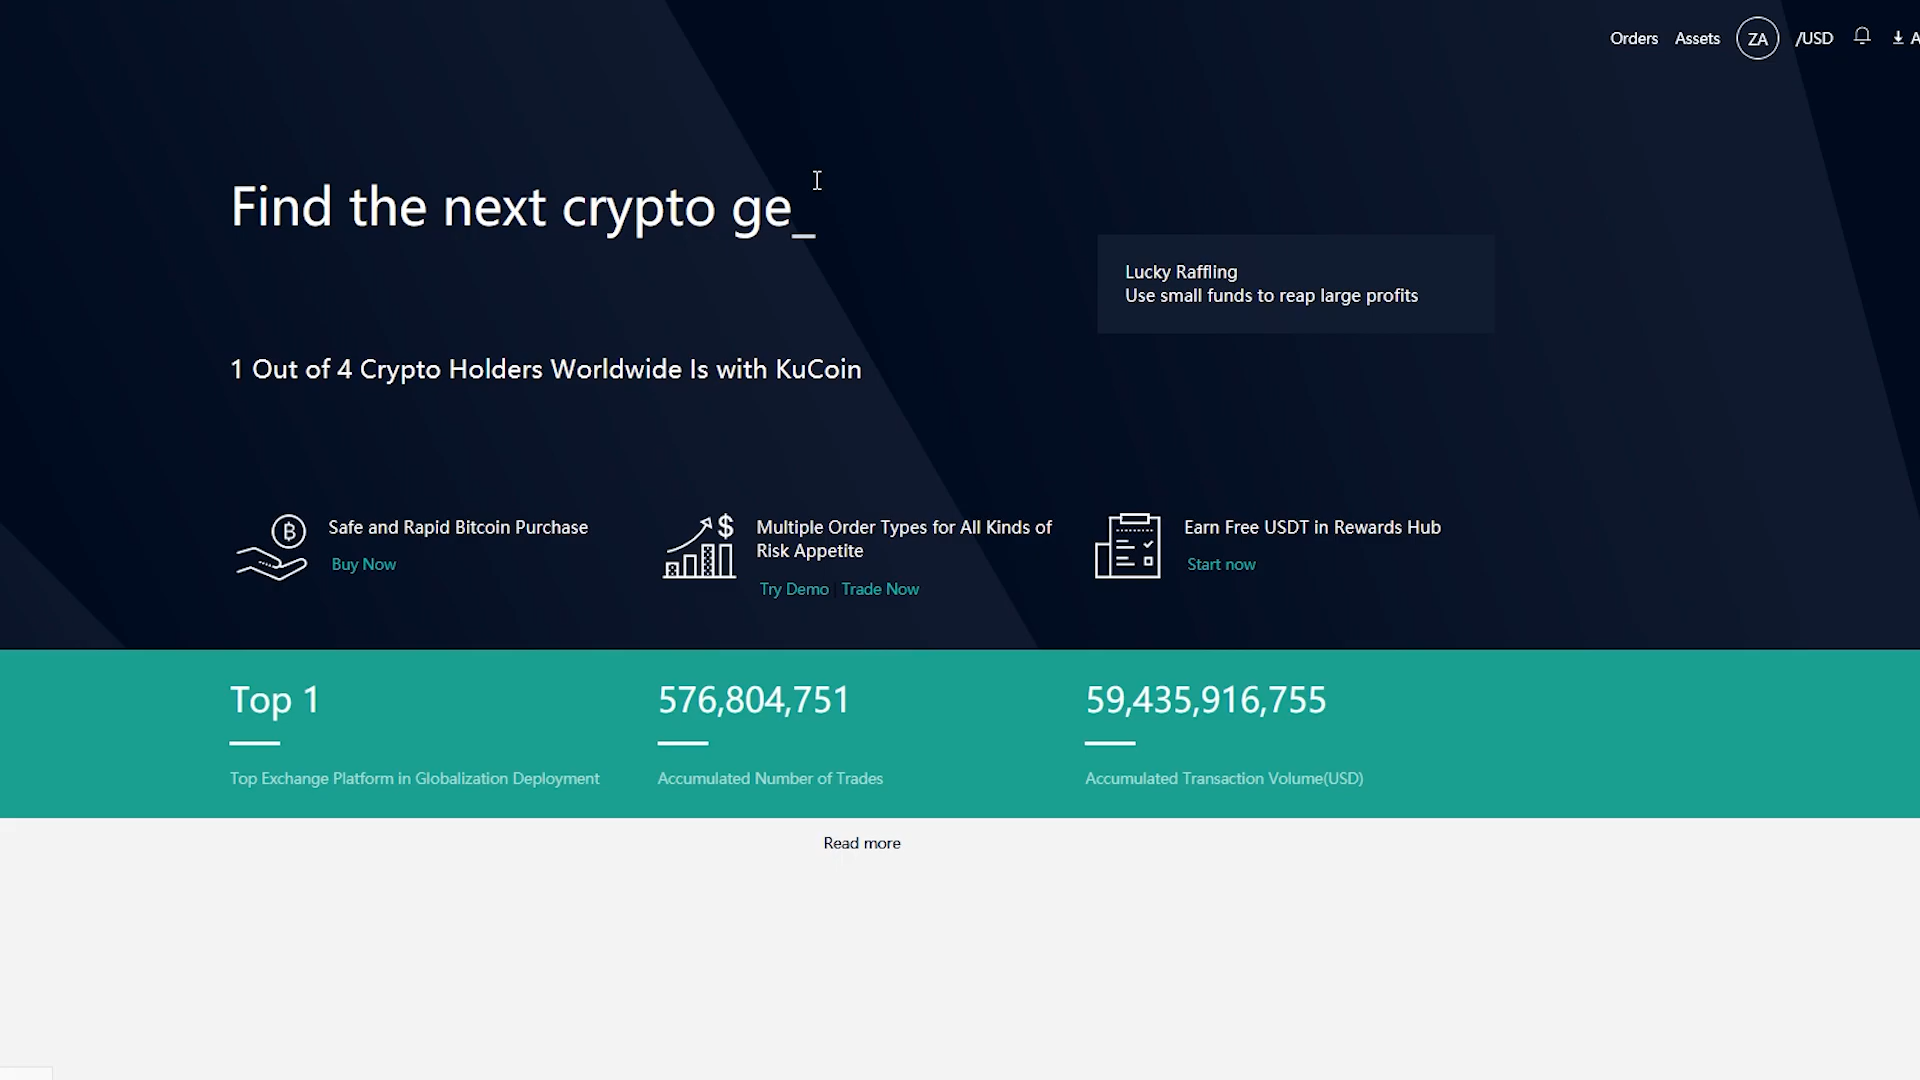 Orders Assets ZA /USD A
Find the next crypto ge_
Lucky Raffling
Use small funds to reap large profits
1 Out of 4 Crypto Holders Worldwide Is with KuCoin
Safe and Rapid Bitcoin Purchase
Buy Now
Multiple Order Types for All Kinds of
Risk Appetite
Try Demo | Trade Now
Earn Free USDT in Rewards Hub
Start now
Top 1
Top Exchange Platform in Globalization Deployment
576,804,751
Accumulated Number of Trades
59,435,916,755
Accumulated Transaction Volume(USD)
Read more